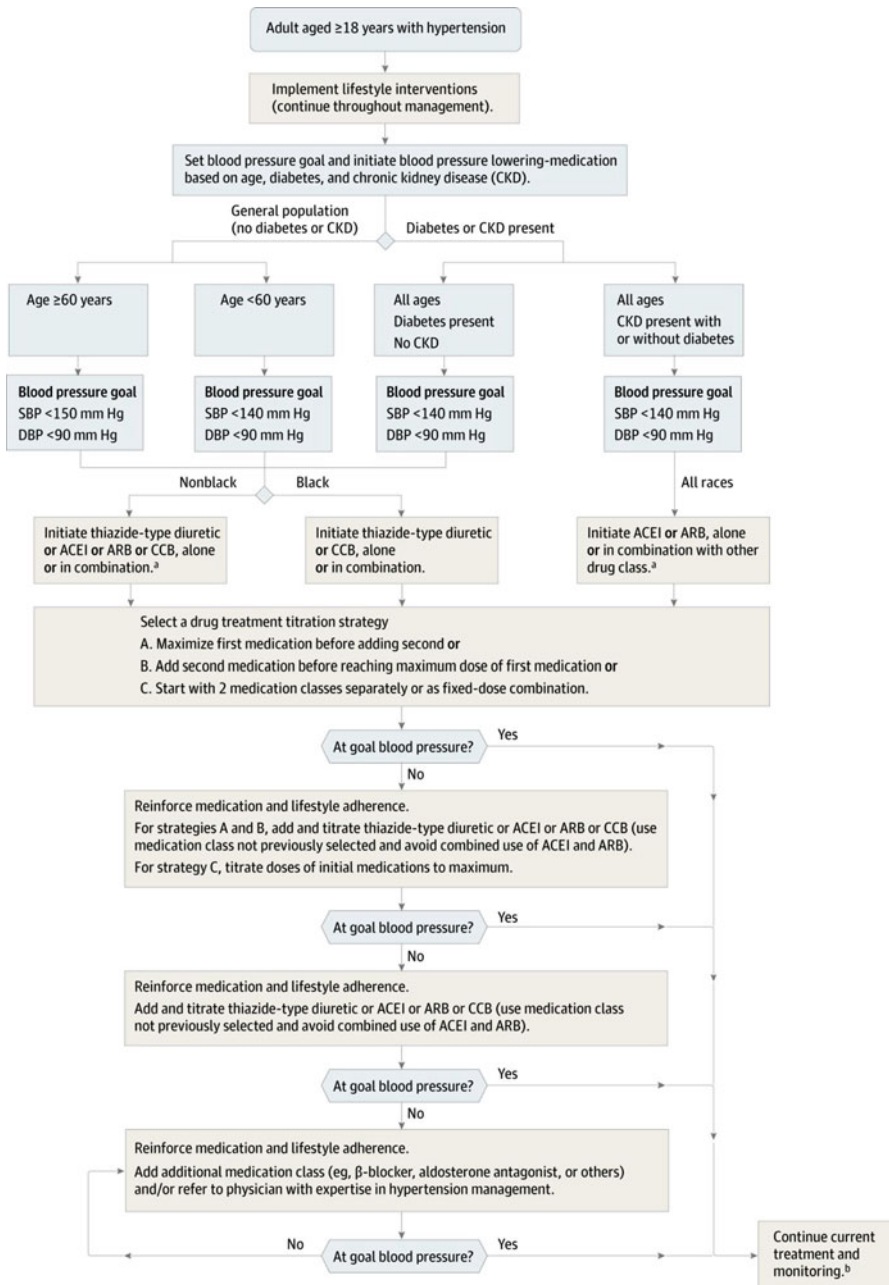 Adult aged ≥18 years with hypertension
Implement lifestyle interventions
(continue throughout management).
Set blood pressure goal and initiate blood pressure lowering-medication
based on age, diabetes, and chronic kidney disease (CKD).
General population
(no diabetes or CKD)
Diabetes or CKD present
Age ≥60 years
Age <60 years
All ages
Diabetes present
No CKD
All ages
CKD present with
or without diabetes
Blood pressure goal
SBP <150 mm Hg
DBP <90 mm Hg
Blood pressure goal
SBP <140 mm Hg
DBP <90 mm Hg
Blood pressure goal
SBP <140 mm Hg
DBP <90 mm Hg
Blood pressure goal
SBP <140 mm Hg
DBP <90 mm Hg
Nonblack
Black
All races
Initiate thiazide-type diuretic
or ACEI or ARB or CCB, alone
or in combination.ᵃ
Initiate thiazide-type diuretic
or CCB, alone
or in combination.
Initiate ACEI or ARB, alone
or in combination with other
drug class.ᵃ
Select a drug treatment titration strategy
A. Maximize first medication before adding second or
B. Add second medication before reaching maximum dose of first medication or
C. Start with 2 medication classes separately or as fixed-dose combination.
At goal blood pressure?
Yes
No
Reinforce medication and lifestyle adherence.
For strategies A and B, add and titrate thiazide-type diuretic or ACEI or ARB or CCB (use
medication class not previously selected and avoid combined use of ACEI and ARB).
For strategy C, titrate doses of initial medications to maximum.
At goal blood pressure?
Yes
No
Reinforce medication and lifestyle adherence.
Add and titrate thiazide-type diuretic or ACEI or ARB or CCB (use medication class
not previously selected and avoid combined use of ACEI and ARB).
At goal blood pressure?
Yes
No
Reinforce medication and lifestyle adherence.
Add additional medication class (eg, β-blocker, aldosterone antagonist, or others)
and/or refer to physician with expertise in hypertension management.
No
At goal blood pressure?
Yes
Continue current
treatment and
monitoring.ᵇ